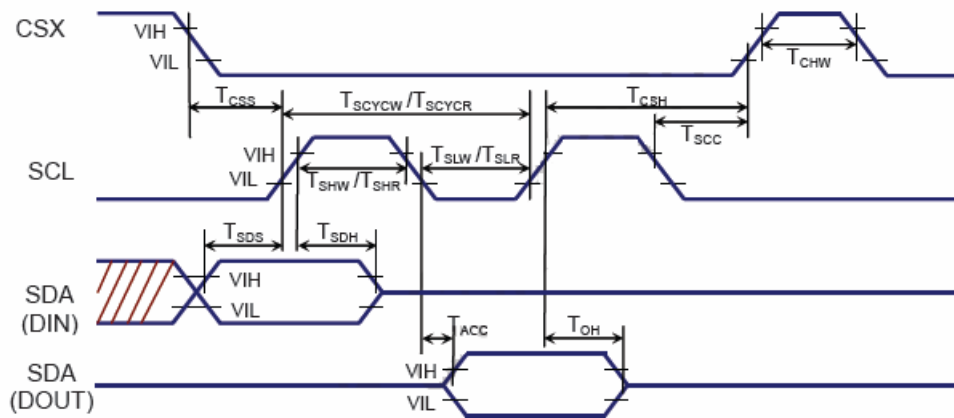 CSX
VIH
VIL
TCHW
TCSS
TSCYCW /TSCYCR
TCSH
TSCC
SCL
VIH
VIL
TSHW /TSHR
TSLW /TSLR
TSDS
TSDH
SDA
(DIN)
VIH
VIL
TACC
TOH
SDA
(DOUT)
VIH
VIL